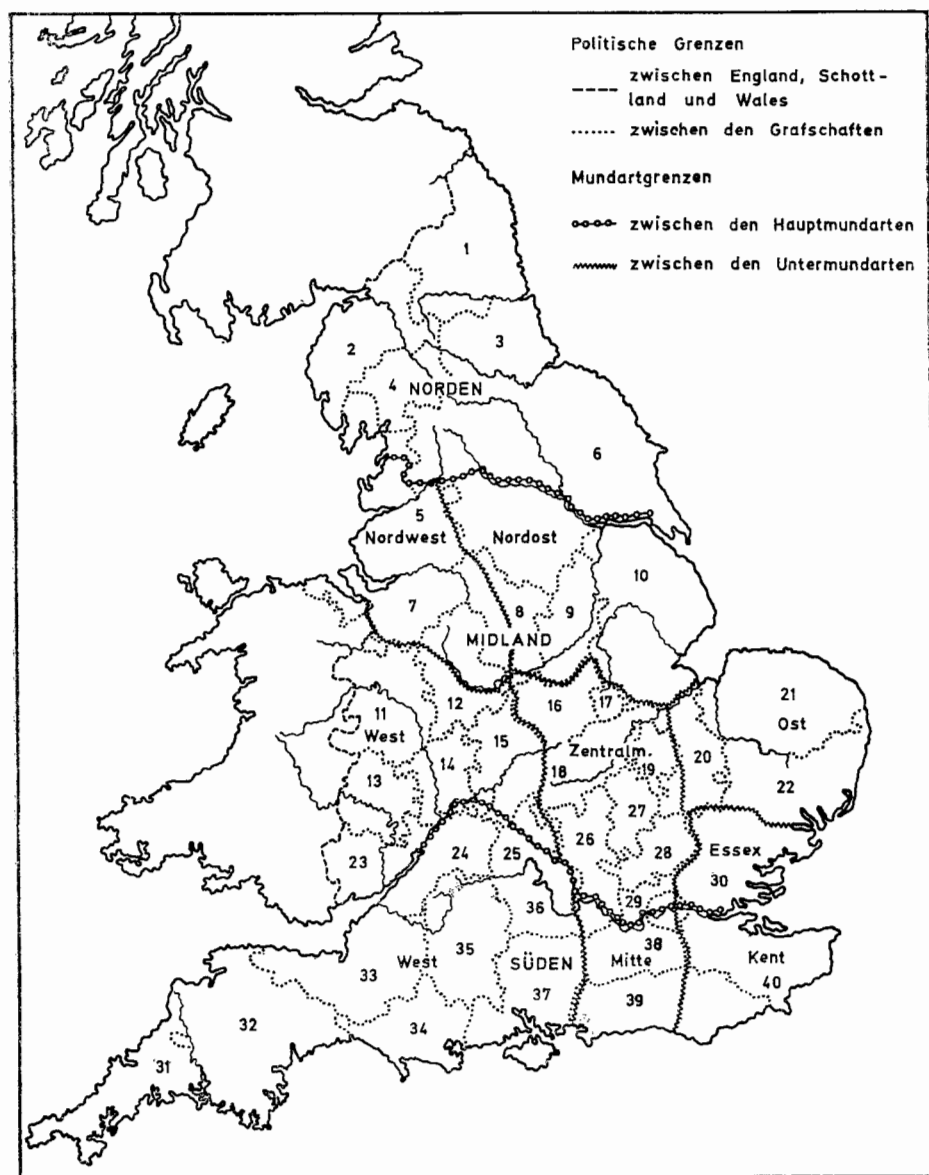 Politische Grenzen
zwischen England, Schott-
land und Wales
zwischen den Grafschaften
Mundartgrenzen
zwischen den Hauptmundarten
zwischen den Untermundarten
1
2
3
4
NORDEN
6
5
Nordwest
Nordost
10
7
8
9
MIDLAND
21
12
16
17
11
Ost
West
15
Zentralm.
20
14
18
19
22
13
27
26
Essex
23
24
25
28
30
29
36
38
West
35
SÜDEN
Mitte
Kent
33
40
37
39
32
34
31